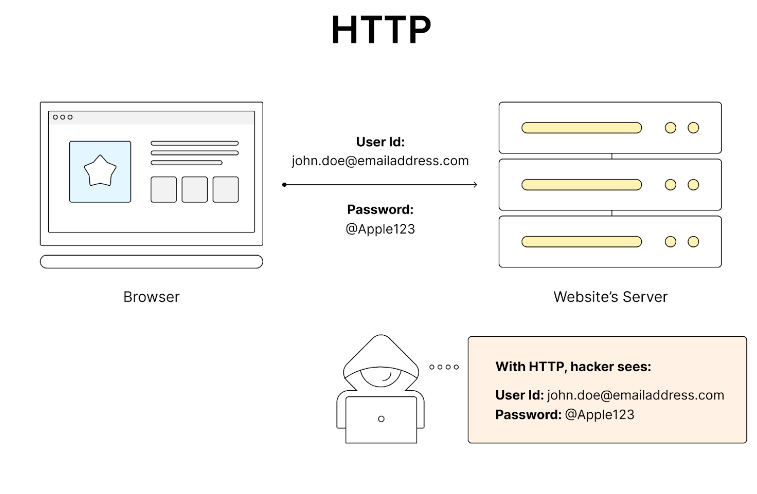 HTTP
User Id:
john.doe@emailaddress.com
Password:
@Apple123
Browser
Website's Server
With HTTP, hacker sees:
User Id: john.doe@emailaddress.com
Password: @Apple123